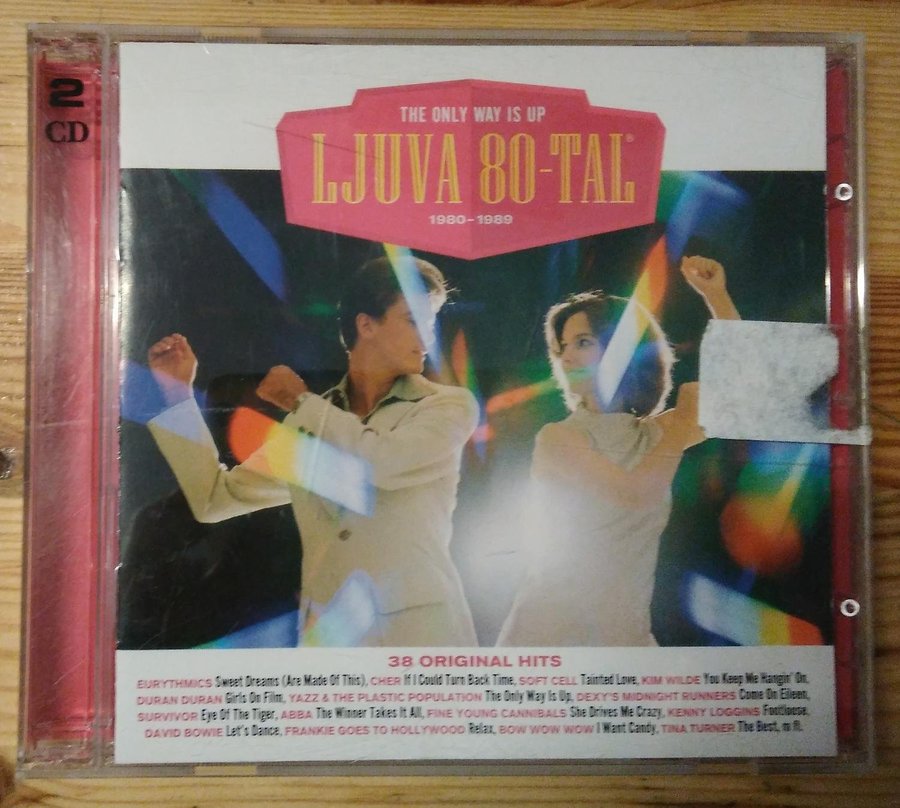 2
CD
THE ONLY WAY IS UP
LJUVA 80-TAL®
1980-1989
38 ORIGINAL HITS
EURYTHMICS Sweet Dreams (Are Made Of This), CHER If I Could Turn Back Time, SOFT CELL Tainted Love, KIM WILDE You Keep Me Hangin' On,
DURAN DURAN Girls On Film, YAZZ & THE PLASTIC POPULATION The Only Way Is Up, DEXY'S MIDNIGHT RUNNERS Come On Eileen,
SURVIVOR Eye Of The Tiger, ABBA The Winner Takes It All, FINE YOUNG CANNIBALS She Drives Me Crazy, KENNY LOGGINS Footloose,
DAVID BOWIE Let's Dance, FRANKIE GOES TO HOLLYWOOD Relax, BOW WOW WOW I Want Candy, TINA TURNER The Best, m fl.